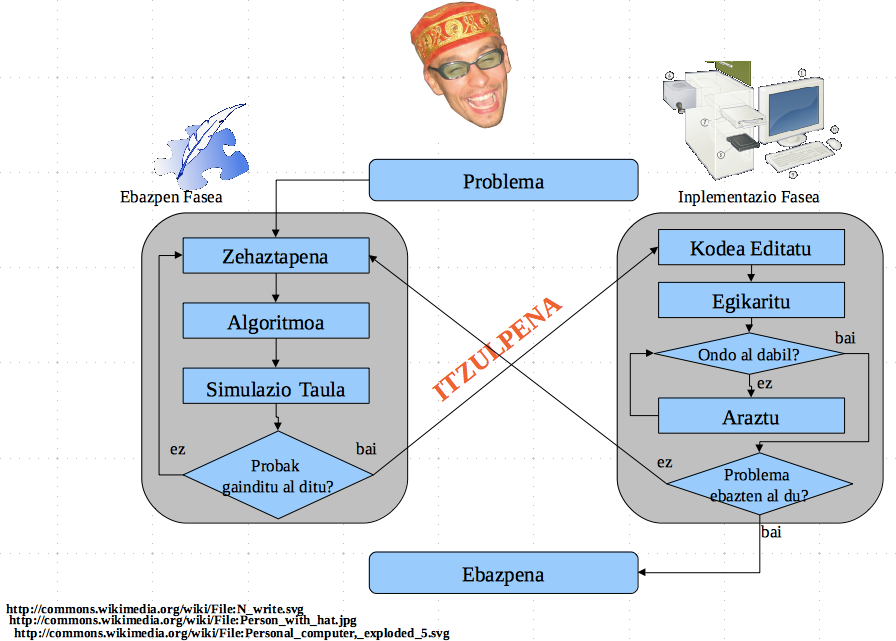 Problema
Ebazpen Fasea
Zehaztapena
Algoritmoa
Simulazio Taula
Probak
gainditu al ditu?
ez
bai
ITZULPENA
Inplementazio Fasea
Kodea Editatu
Egikaritu
Ondo al dabil?
bai
ez
Araztu
Problema
ebazten al du?
ez
bai
Ebazpena
http://commons.wikimedia.org/wiki/File:N_write.svg
http://commons.wikimedia.org/wiki/File:Person_with_hat.jpg
http://commons.wikimedia.org/wiki/File:Personal_computer,_exploded_5.svg